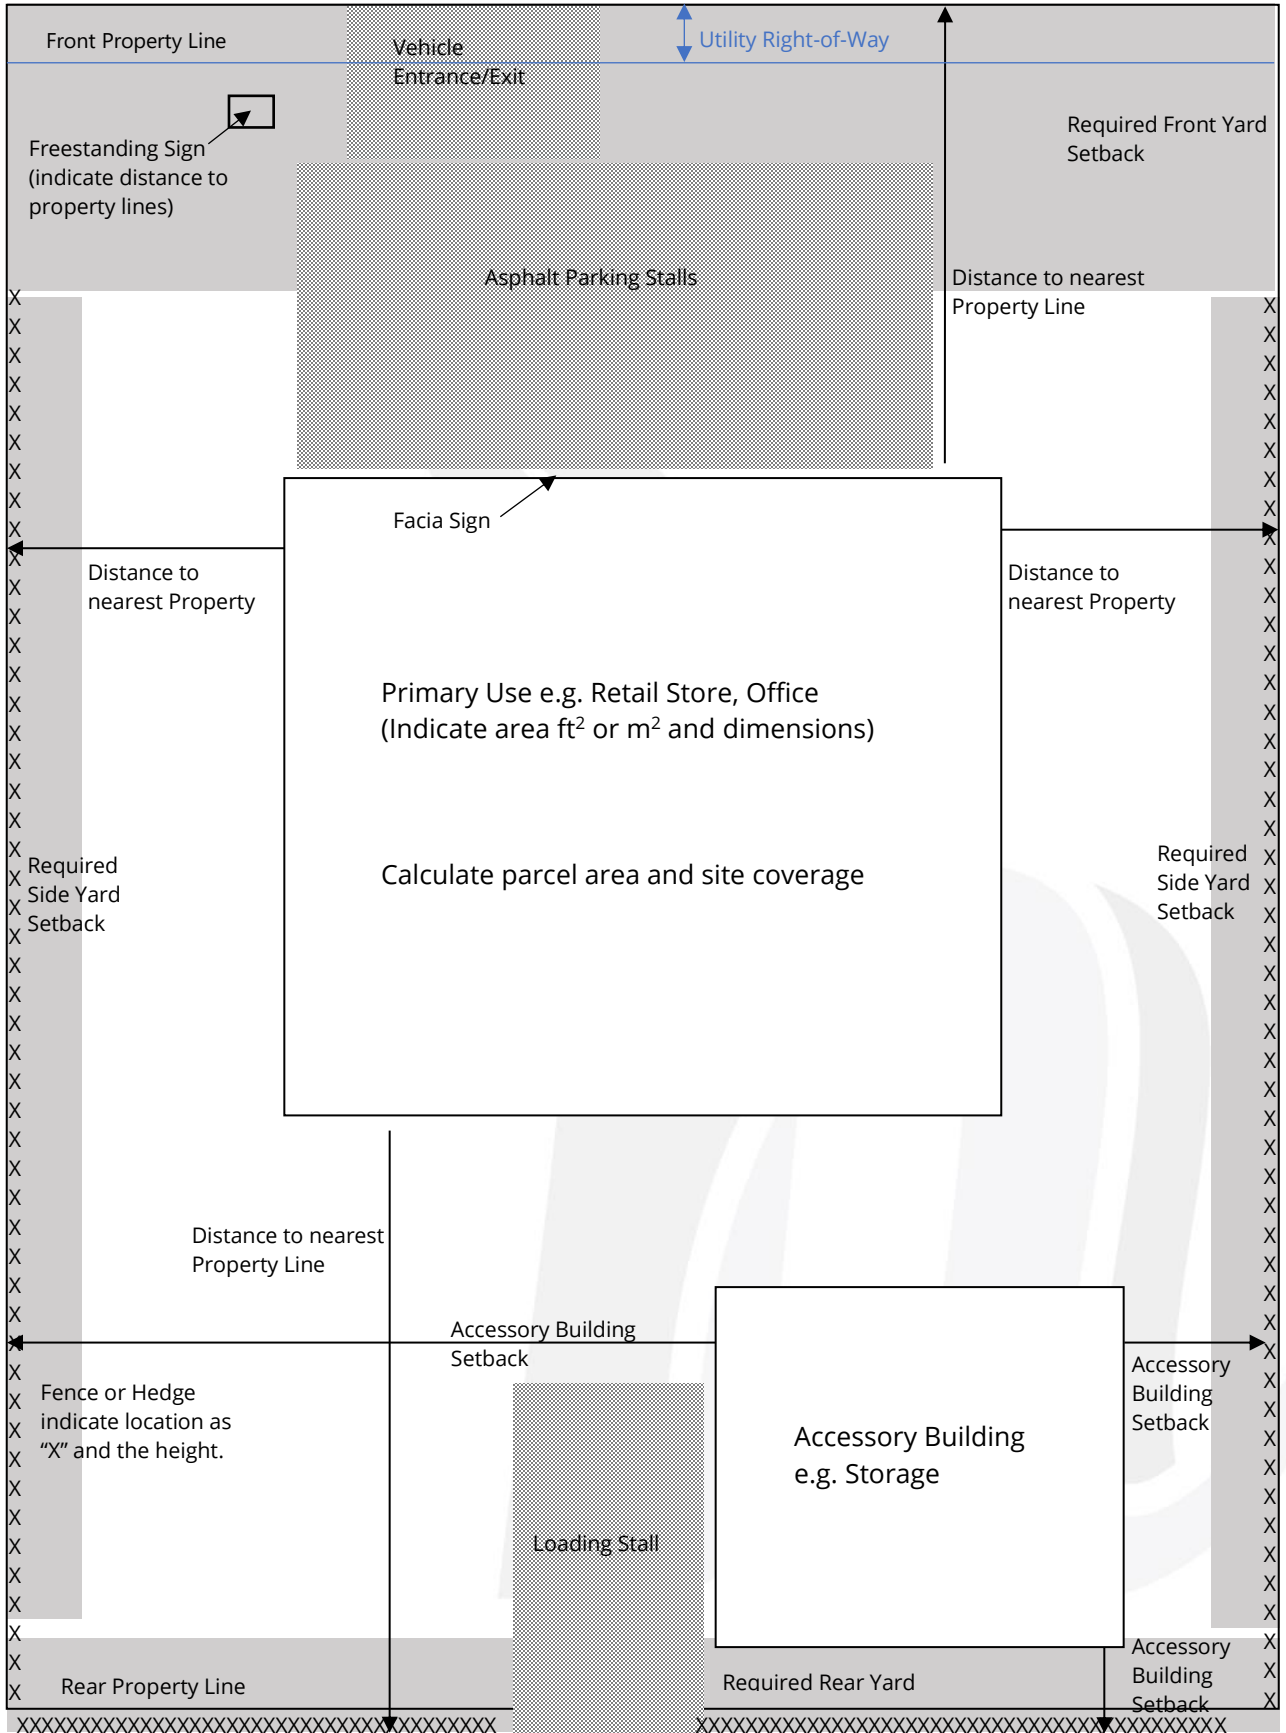 Front Property Line
Vehicle
Entrance/Exit
Utility Right-of-Way
Freestanding Sign
(indicate distance to
property lines)
Required Front Yard
Setback
Asphalt Parking Stalls
Distance to nearest
Property Line
Facia Sign
Distance to
nearest Property
Distance to
nearest Property
Primary Use e.g. Retail Store, Office
(Indicate area ft² or m² and dimensions)
Calculate parcel area and site coverage
Required
Side Yard
Setback
Required
Side Yard
Setback
Distance to nearest
Property Line
Accessory Building
Setback
Accessory
Building
Setback
Fence or Hedge
indicate location as
“X” and the height.
Accessory Building
e.g. Storage
Loading Stall
Accessory
Building
Setback
Rear Property Line
Required Rear Yard